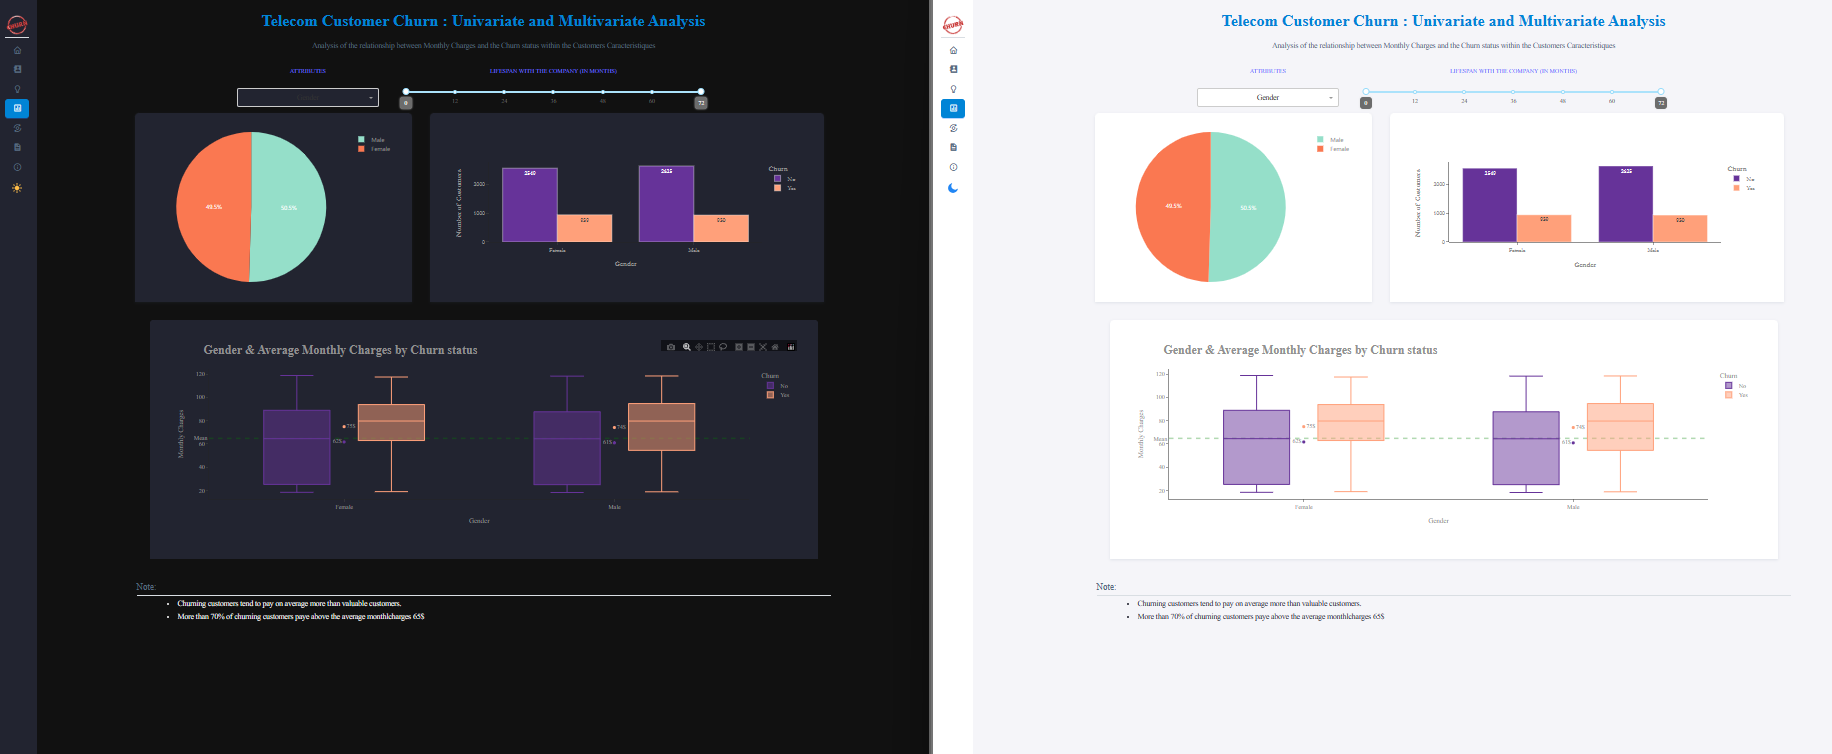 CHURN
Telecom Customer Churn : Univariate and Multivariate Analysis
Analysis of the relationship between Monthly Charges and the Churn status within the Customers Caracteristiques
ATTRIBUTES
LIFESPAN WITH THE COMPANY (IN MONTHS)
0 12 24 36 48 60 72
Male
Female
49.5%
50.5%
Churn
No
Yes
2549
2625
Number of Customers
2000
1000
0
Female
Male
Gender
Gender & Average Monthly Charges by Churn status
Churn
No
Yes
Monthly Charges
120
100
80
Mean
60
40
20
75$
62$
74$
61$
Female
Male
Gender
Note:
• Churning customers tend to pay on average more than valuable customers.
• More than 70% of churning customers paye above the average monthlcharges 65$
CHURN
Telecom Customer Churn : Univariate and Multivariate Analysis
Analysis of the relationship between Monthly Charges and the Churn status within the Customers Caracteristiques
ATTRIBUTES
LIFESPAN WITH THE COMPANY (IN MONTHS)
Gender
0 12 24 36 48 60 72
Male
Female
49.5%
50.5%
Churn
No
Yes
2549
2625
Number of Customers
2000
1000
0
Female
Male
Gender
Gender & Average Monthly Charges by Churn status
Churn
No
Yes
Monthly Charges
120
100
80
Mean
60
40
20
75$
62$
74$
61$
Female
Male
Gender
Note:
• Churning customers tend to pay on average more than valuable customers.
• More than 70% of churning customers paye above the average monthlcharges 65$